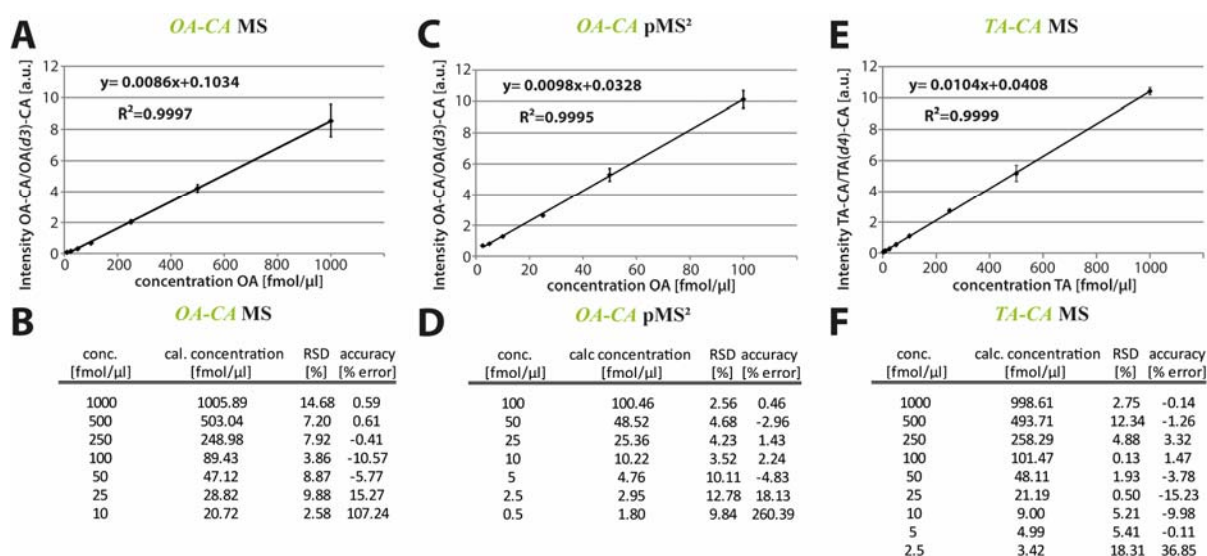 A
OA-CA MS
Intensity OA-CA/OA(d3)-CA [a.u.]
12
10
8
6
4
2
0
y= 0.0086x+0.1034
R²=0.9997
0 200 400 600 800 1000
concentration OA [fmol/µl]
C
OA-CA pMS²
Intensity OA-CA/OA(d3)-CA [a.u.]
12
10
8
6
4
2
0
y= 0.0098x+0.0328
R²=0.9995
0 20 40 60 80 100
concentration OA [fmol/µl]
E
TA-CA MS
Intensity TA-CA/TA(d4)-CA [a.u.]
12
10
8
6
4
2
0
y= 0.0104x+0.0408
R²=0.9999
0 200 400 600 800 1000
concentration TA [fmol/µl]
B
OA-CA MS
conc. cal. concentration RSD accuracy
[fmol/µl] [fmol/µl] [%] [% error]
1000 1005.89 14.68 0.59
500 503.04 7.20 0.61
250 248.98 7.92 -0.41
100 89.43 3.86 -10.57
50 47.12 8.87 -5.77
25 28.82 9.88 15.27
10 20.72 2.58 107.24
D
OA-CA pMS²
conc. calc concentration RSD accuracy
[fmol/µl] [fmol/µl] [%] [% error]
100 100.46 2.56 0.46
50 48.52 4.68 -2.96
25 25.36 4.23 1.43
10 10.22 3.52 2.24
5 4.76 10.11 -4.83
2.5 2.95 12.78 18.13
0.5 1.80 9.84 260.39
F
TA-CA MS
conc. calc. concentration RSD accuracy
[fmol/µl] [fmol/µl] [%] [% error]
1000 998.61 2.75 -0.14
500 493.71 12.34 -1.26
250 258.29 4.88 3.32
100 101.47 0.13 1.47
50 48.11 1.93 -3.78
25 21.19 0.50 -15.23
10 9.00 5.21 -9.98
5 4.99 5.41 -0.11
2.5 3.42 18.31 36.85